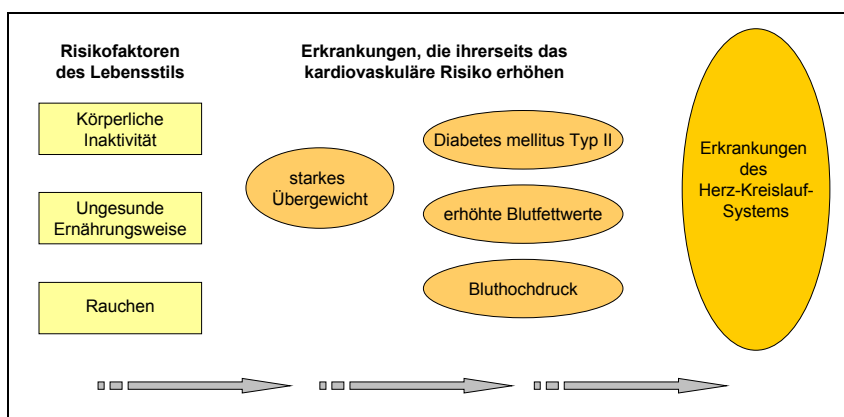 Risikofaktoren
des Lebensstils
Erkrankungen, die ihrerseits das
kardiovaskuläre Risiko erhöhen
Körperliche
Inaktivität
Ungesunde
Ernährungsweise
Rauchen
starkes
Übergewicht
Diabetes mellitus Typ II
erhöhte Blutfettwerte
Bluthochdruck
Erkrankungen
des
Herz-Kreislauf-
Systems